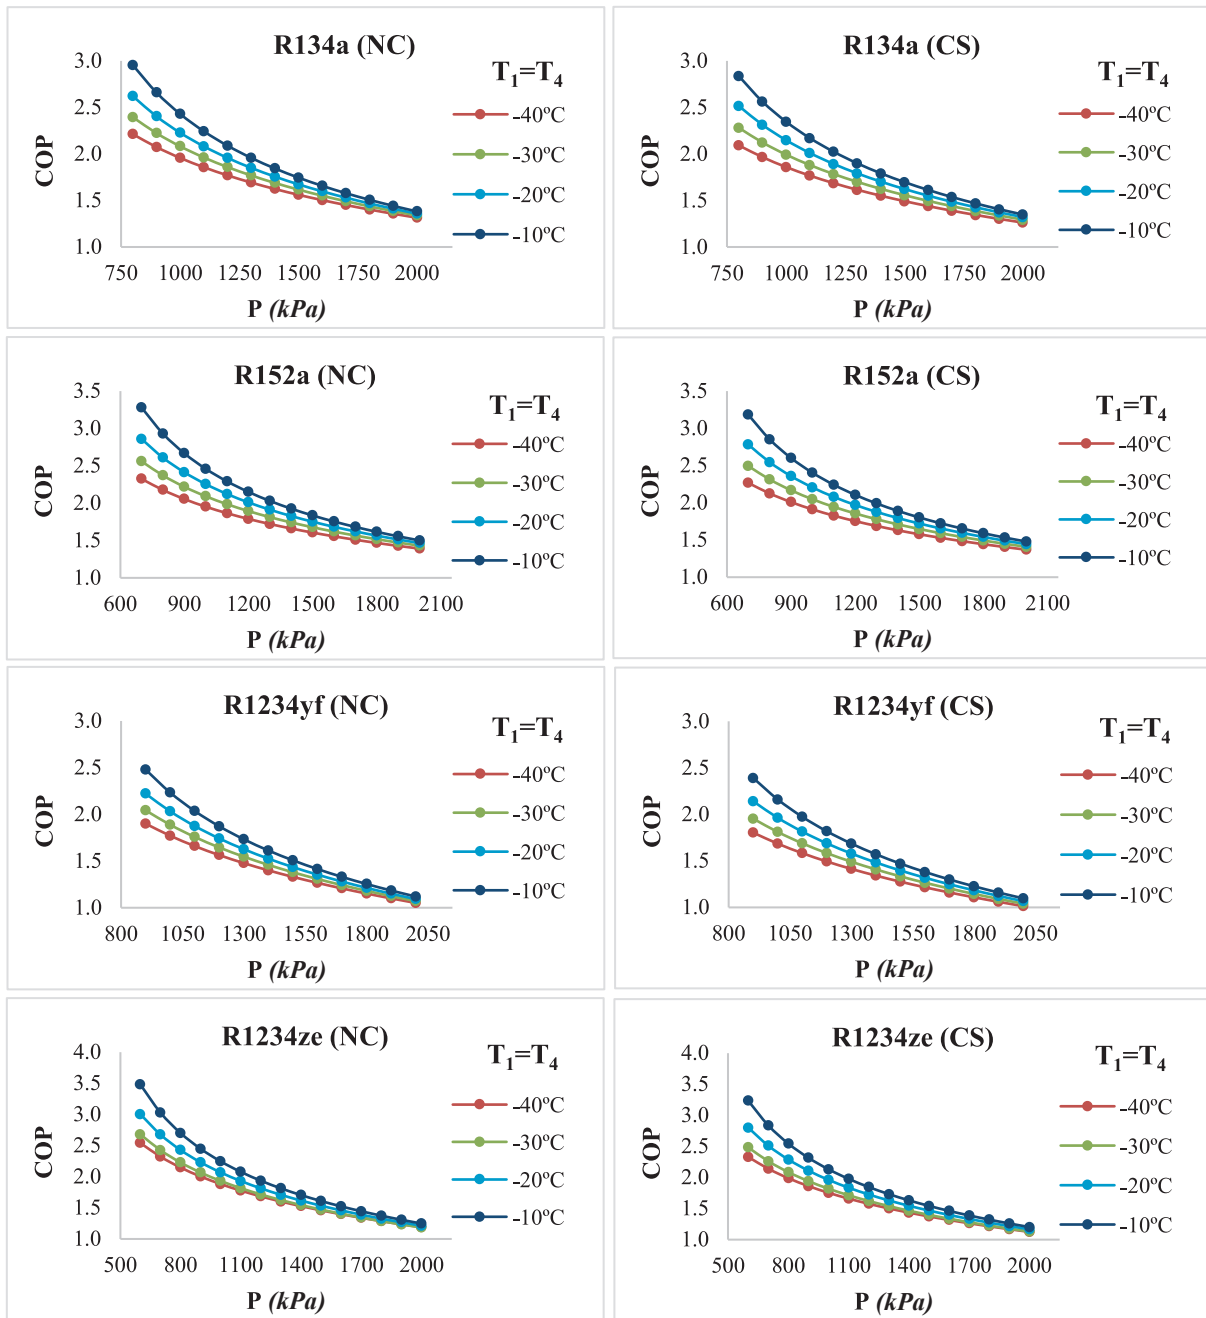 R134a (NC)
T1=T4
3.0
2.5
2.0
1.5
1.0
COP
-40ºC
-30ºC
-20ºC
-10ºC
750 1000 1250 1500 1750 2000
P (kPa)
R134a (CS)
T1=T4
3.0
2.5
2.0
1.5
1.0
COP
-40ºC
-30ºC
-20ºC
-10ºC
750 1000 1250 1500 1750 2000
P (kPa)
R152a (NC)
T1=T4
3.5
3.0
2.5
2.0
1.5
1.0
COP
-40ºC
-30ºC
-20ºC
-10ºC
600 900 1200 1500 1800 2100
P (kPa)
R152a (CS)
T1=T4
3.5
3.0
2.5
2.0
1.5
1.0
COP
-40ºC
-30ºC
-20ºC
-10ºC
600 900 1200 1500 1800 2100
P (kPa)
R1234yf (NC)
T1=T4
3.0
2.5
2.0
1.5
1.0
COP
-40ºC
-30ºC
-20ºC
-10ºC
800 1050 1300 1550 1800 2050
P (kPa)
R1234yf (CS)
T1=T4
3.0
2.5
2.0
1.5
1.0
COP
-40ºC
-30ºC
-20ºC
-10ºC
800 1050 1300 1550 1800 2050
P (kPa)
R1234ze (NC)
T1=T4
4.0
3.5
3.0
2.5
2.0
1.5
1.0
COP
-40ºC
-30ºC
-20ºC
-10ºC
500 800 1100 1400 1700 2000
P (kPa)
R1234ze (CS)
T1=T4
4.0
3.5
3.0
2.5
2.0
1.5
1.0
COP
-40ºC
-30ºC
-20ºC
-10ºC
500 800 1100 1400 1700 2000
P (kPa)